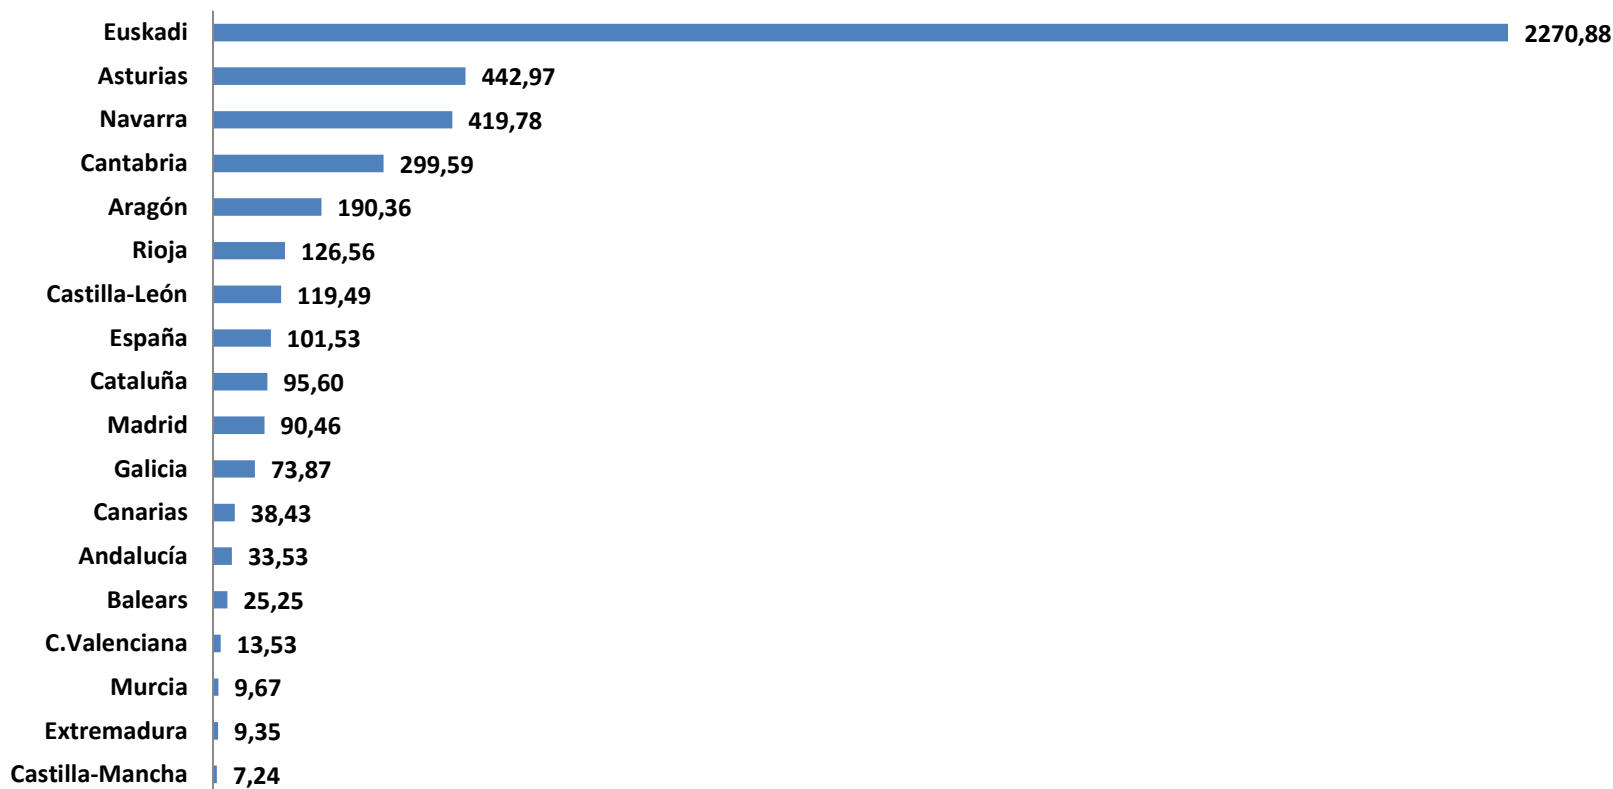 Euskadi 2270,88
Asturias 442,97
Navarra 419,78
Cantabria 299,59
Aragón 190,36
Rioja 126,56
Castilla-León 119,49
España 101,53
Cataluña 95,60
Madrid 90,46
Galicia 73,87
Canarias 38,43
Andalucía 33,53
Balears 25,25
C.Valenciana 13,53
Murcia 9,67
Extremadura 9,35
Castilla-Mancha 7,24